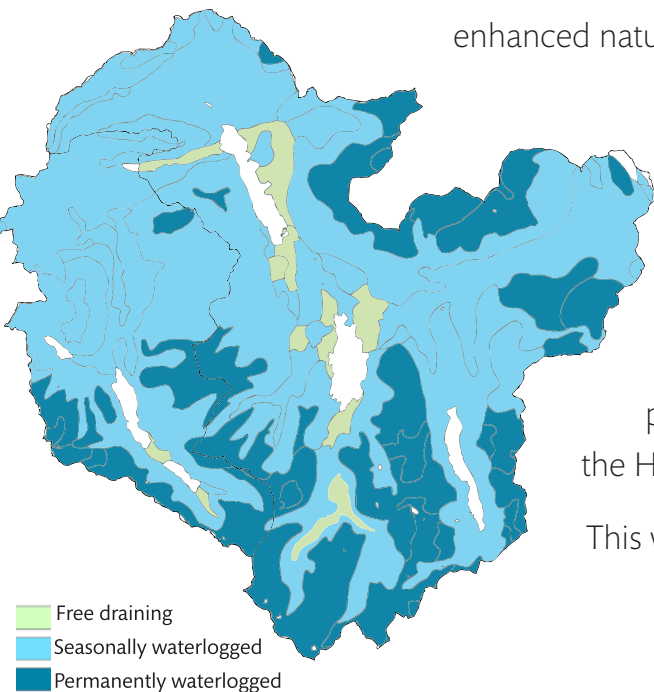 enhanced natu
p
the H
This v
Free draining
Seasonally waterlogged
Permanently waterlogged